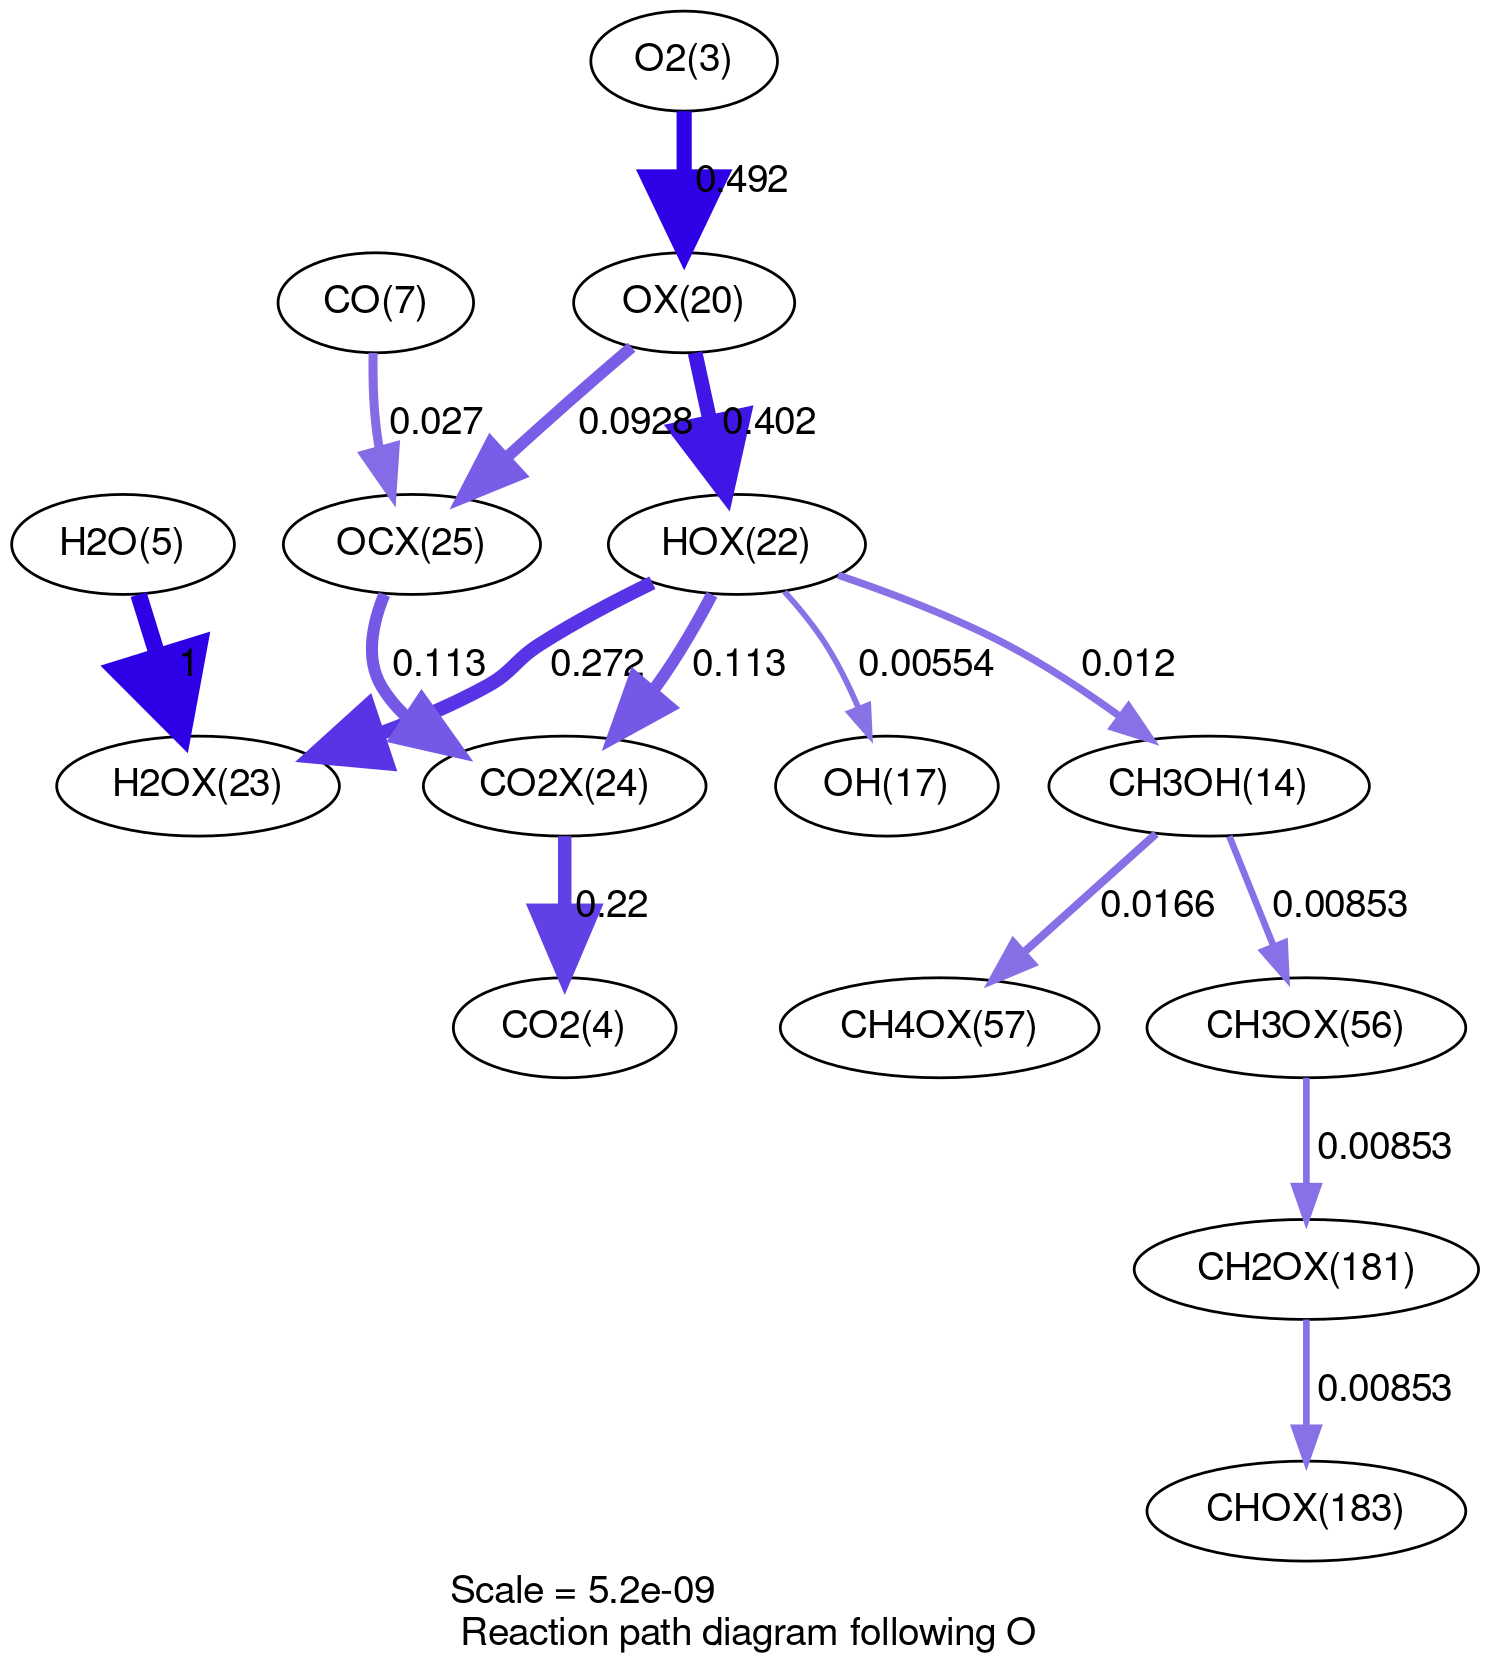 O2(3)
0.492
CO(7)
OX(20)
0.027
0.0928
0.402
H2O(5)
OCX(25)
HOX(22)
1
0.113
0.272
0.113
0.00554
0.012
H2OX(23)
CO2X(24)
OH(17)
CH3OH(14)
0.22
0.0166
0.00853
CO2(4)
CH4OX(57)
CH3OX(56)
0.00853
CH2OX(181)
0.00853
CHOX(183)
Scale = 5.2e-09
Reaction path diagram following O